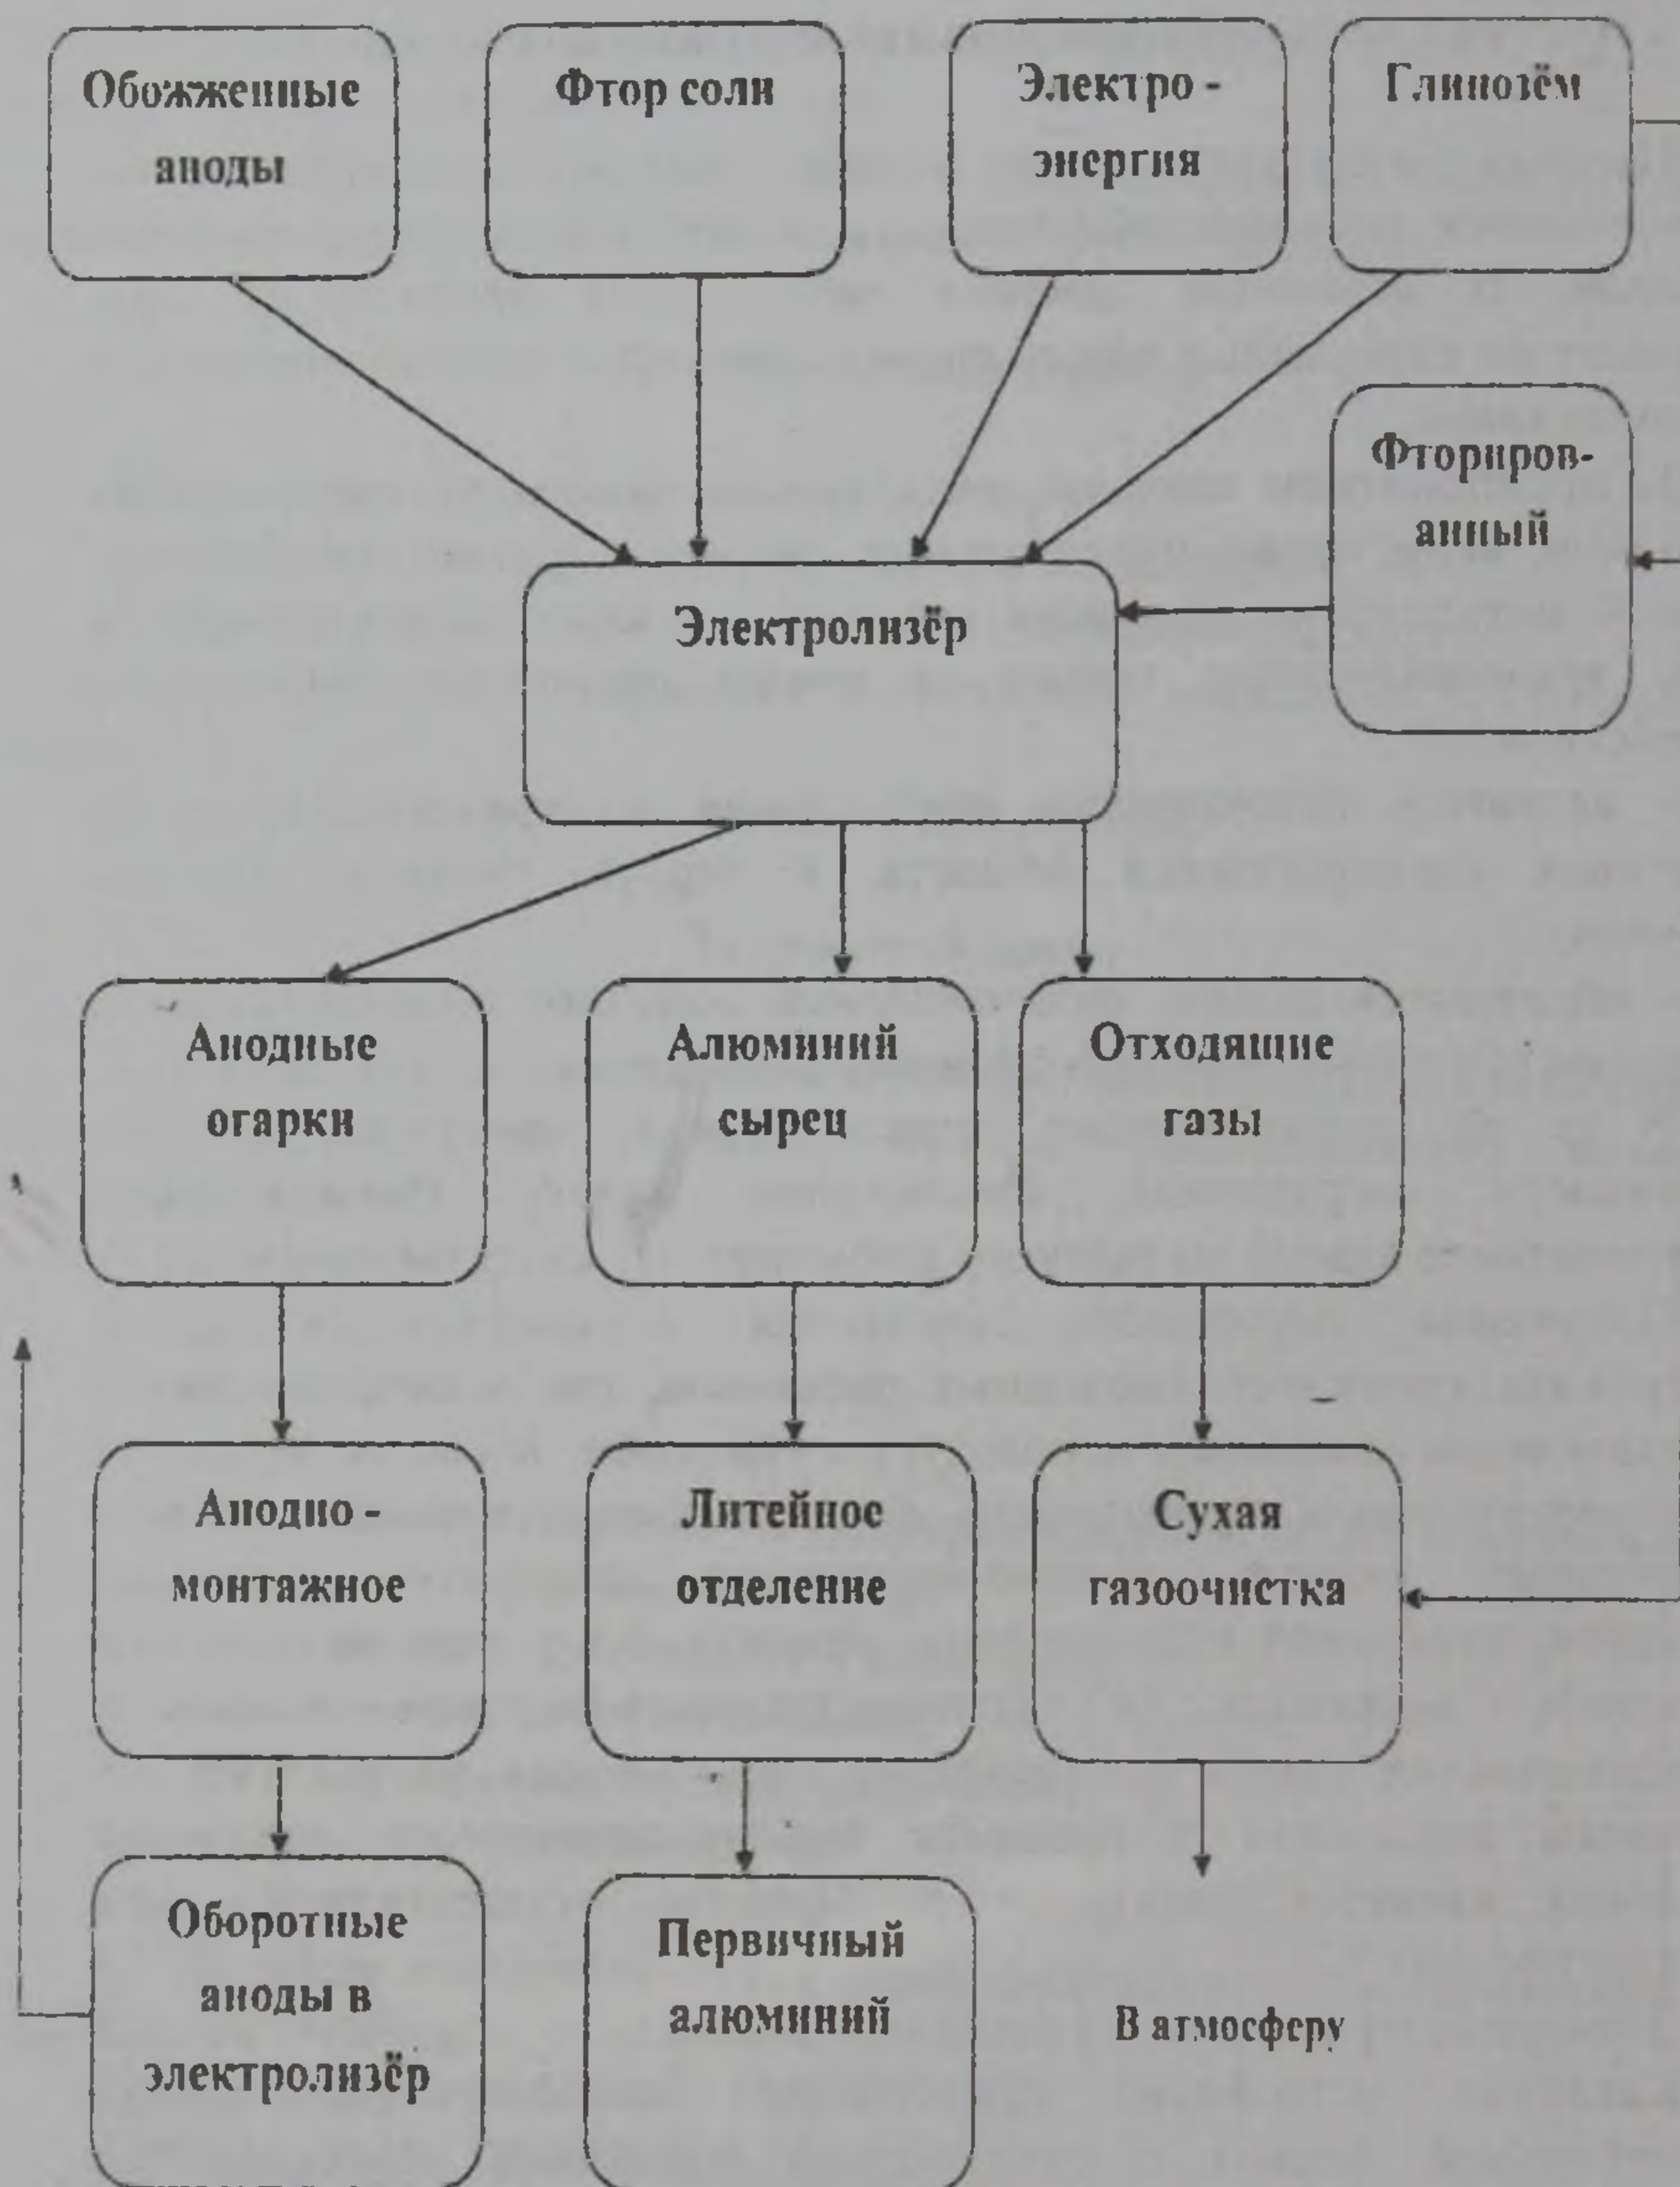 Обожженные
аноды
Фтор соли
Электро -
энергия
Глинозём
Фториров-
анный
Электролизёр
Анодные
огарки
Алюминий
сырец
Отходящие
газы
Анодно -
монтажное
Литейное
отделение
Сухая
газоочистка
Оборотные
аноды в
электролизёр
Первичный
алюминий
В атмосферу